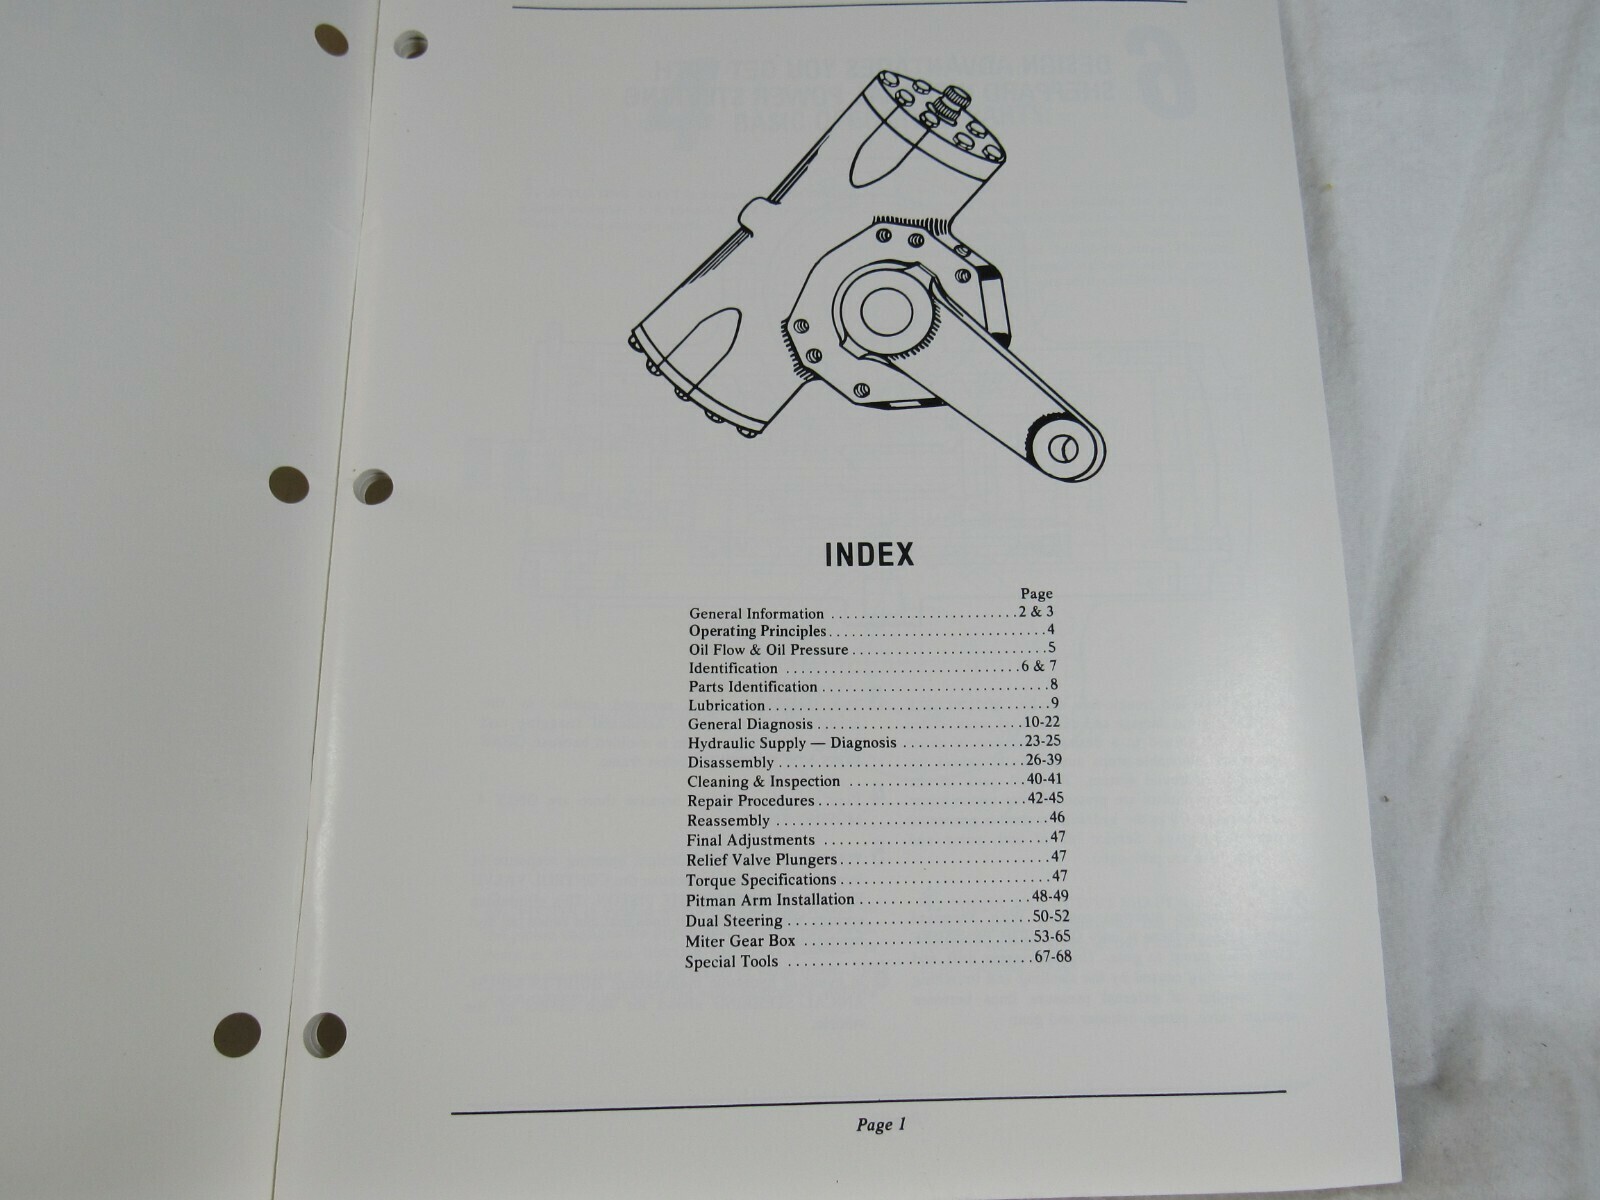 INDEX
Page
General Information ........................2 & 3
Operating Principles............................4
Oil Flow & Oil Pressure..........................5
Identification ..............................6 & 7
Parts Identification.............................8
Lubrication....................................9
General Diagnosis..........................10-22
Hydraulic Supply — Diagnosis ................23-25
Disassembly...............................26-39
Cleaning & Inspection ......................40-41
Repair Procedures..........................42-45
Reassembly ..................................46
Final Adjustments ............................47
Relief Valve Plungers...........................47
Torque Specifications...........................47
Pitman Arm Installation .....................48-49
Dual Steering..............................50-52
Miter Gear Box ............................53-65
Special Tools ..............................67-68
Page 1